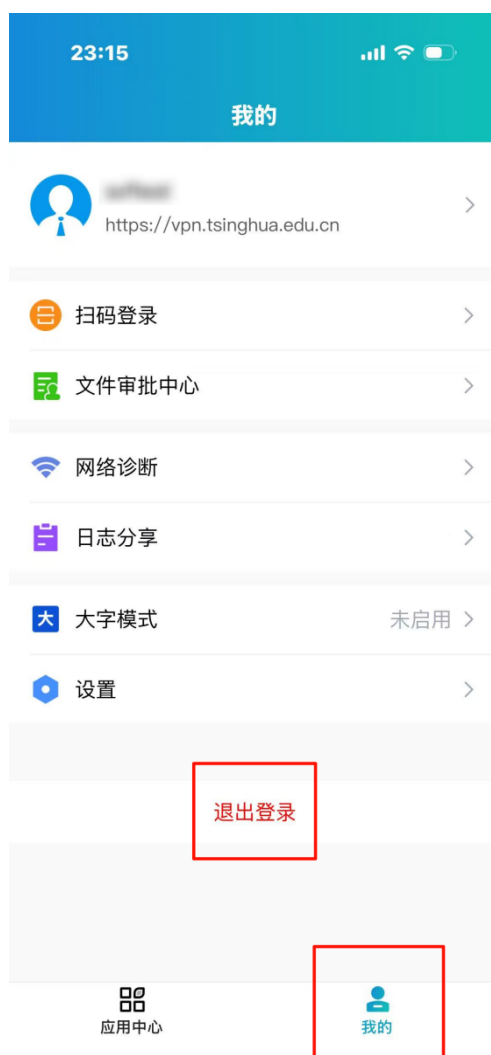 23:15
我的
https://vpn.tsinghua.edu.cn
扫码登录
文件审批中心
网络诊断
日志分享
大 大字模式 未启用
设置
退出登录
应用中心
我的